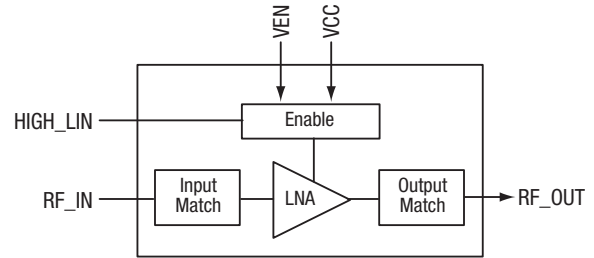 VEN
VCC
HIGH_LIN
Enable
RF_IN
Input
Match
LNA
Output
Match
RF_OUT